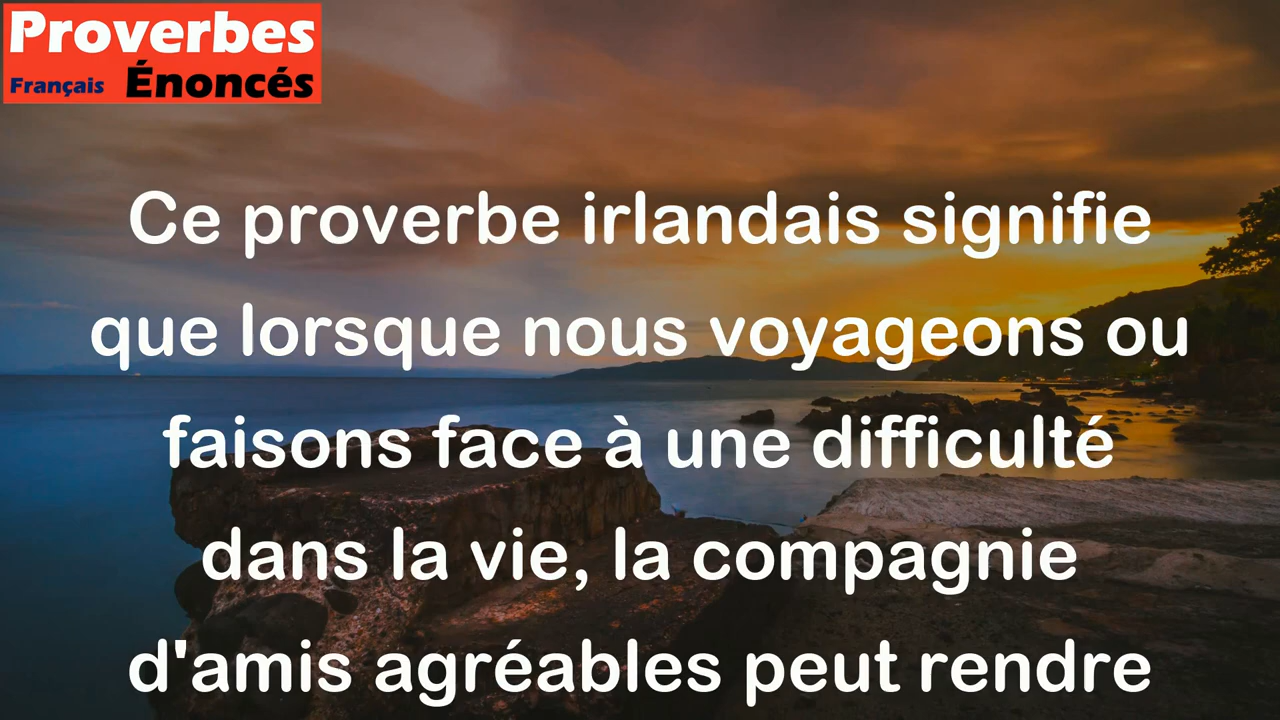 Proverbes
Français Énoncés
Ce proverbe irlandais signifie
que lorsque nous voyageons ou
faisons face à une difficulté
dans la vie, la compagnie
d'amis agréables peut rendre